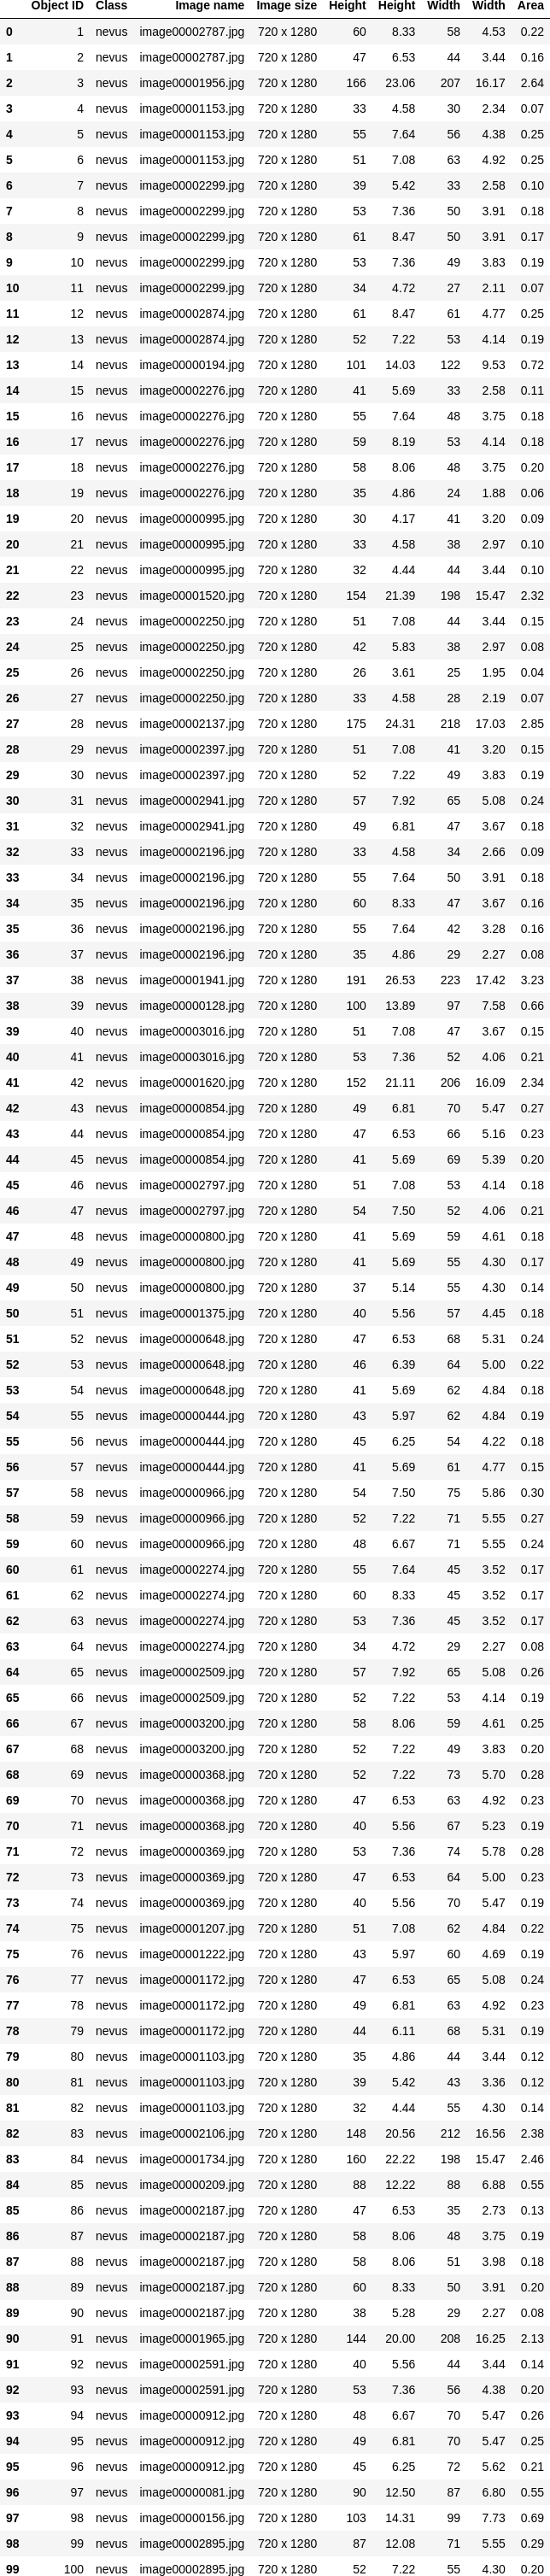 Object ID Class Image name Image size Height Height Width Width Area
0 1 nevus image00002787.jpg 720 x 1280 60 8.33 58 4.53 0.22
1 2 nevus image00002787.jpg 720 x 1280 47 6.53 44 3.44 0.16
2 3 nevus image00001956.jpg 720 x 1280 166 23.06 207 16.17 2.64
3 4 nevus image00001153.jpg 720 x 1280 33 4.58 30 2.34 0.07
4 5 nevus image00001153.jpg 720 x 1280 55 7.64 56 4.38 0.25
5 6 nevus image00001153.jpg 720 x 1280 51 7.08 63 4.92 0.25
6 7 nevus image00002299.jpg 720 x 1280 39 5.42 33 2.58 0.10
7 8 nevus image00002299.jpg 720 x 1280 53 7.36 50 3.91 0.18
8 9 nevus image00002299.jpg 720 x 1280 61 8.47 50 3.91 0.17
9 10 nevus image00002299.jpg 720 x 1280 53 7.36 49 3.83 0.19
10 11 nevus image00002299.jpg 720 x 1280 34 4.72 27 2.11 0.07
11 12 nevus image00002874.jpg 720 x 1280 61 8.47 61 4.77 0.25
12 13 nevus image00002874.jpg 720 x 1280 52 7.22 53 4.14 0.19
13 14 nevus image00000194.jpg 720 x 1280 101 14.03 122 9.53 0.72
14 15 nevus image00002276.jpg 720 x 1280 41 5.69 33 2.58 0.11
15 16 nevus image00002276.jpg 720 x 1280 55 7.64 48 3.75 0.18
16 17 nevus image00002276.jpg 720 x 1280 59 8.19 53 4.14 0.18
17 18 nevus image00002276.jpg 720 x 1280 58 8.06 48 3.75 0.20
18 19 nevus image00002276.jpg 720 x 1280 35 4.86 24 1.88 0.06
19 20 nevus image00000995.jpg 720 x 1280 30 4.17 41 3.20 0.09
20 21 nevus image00000995.jpg 720 x 1280 33 4.58 38 2.97 0.10
21 22 nevus image00000995.jpg 720 x 1280 32 4.44 44 3.44 0.10
22 23 nevus image00001520.jpg 720 x 1280 154 21.39 198 15.47 2.32
23 24 nevus image00002250.jpg 720 x 1280 51 7.08 44 3.44 0.15
24 25 nevus image00002250.jpg 720 x 1280 42 5.83 38 2.97 0.08
25 26 nevus image00002250.jpg 720 x 1280 26 3.61 25 1.95 0.04
26 27 nevus image00002250.jpg 720 x 1280 33 4.58 28 2.19 0.07
27 28 nevus image00002137.jpg 720 x 1280 175 24.31 218 17.03 2.85
28 29 nevus image00002397.jpg 720 x 1280 51 7.08 41 3.20 0.15
29 30 nevus image00002397.jpg 720 x 1280 52 7.22 49 3.83 0.19
30 31 nevus image00002941.jpg 720 x 1280 57 7.92 65 5.08 0.24
31 32 nevus image00002941.jpg 720 x 1280 49 6.81 47 3.67 0.18
32 33 nevus image00002196.jpg 720 x 1280 33 4.58 34 2.66 0.09
33 34 nevus image00002196.jpg 720 x 1280 55 7.64 50 3.91 0.18
34 35 nevus image00002196.jpg 720 x 1280 60 8.33 47 3.67 0.16
35 36 nevus image00002196.jpg 720 x 1280 55 7.64 42 3.28 0.16
36 37 nevus image00002196.jpg 720 x 1280 35 4.86 29 2.27 0.08
37 38 nevus image00001941.jpg 720 x 1280 191 26.53 223 17.42 3.23
38 39 nevus image00000128.jpg 720 x 1280 100 13.89 97 7.58 0.66
39 40 nevus image00003016.jpg 720 x 1280 51 7.08 47 3.67 0.15
40 41 nevus image00003016.jpg 720 x 1280 53 7.36 52 4.06 0.21
41 42 nevus image00001620.jpg 720 x 1280 152 21.11 206 16.09 2.34
42 43 nevus image00000854.jpg 720 x 1280 49 6.81 70 5.47 0.27
43 44 nevus image00000854.jpg 720 x 1280 47 6.53 66 5.16 0.23
44 45 nevus image00000854.jpg 720 x 1280 41 5.69 69 5.39 0.20
45 46 nevus image00002797.jpg 720 x 1280 51 7.08 53 4.14 0.18
46 47 nevus image00002797.jpg 720 x 1280 54 7.50 52 4.06 0.21
47 48 nevus image00000800.jpg 720 x 1280 41 5.69 59 4.61 0.18
48 49 nevus image00000800.jpg 720 x 1280 41 5.69 55 4.30 0.17
49 50 nevus image00000800.jpg 720 x 1280 37 5.14 55 4.30 0.14
50 51 nevus image00001375.jpg 720 x 1280 40 5.56 57 4.45 0.18
51 52 nevus image00000648.jpg 720 x 1280 47 6.53 68 5.31 0.24
52 53 nevus image00000648.jpg 720 x 1280 46 6.39 64 5.00 0.22
53 54 nevus image00000648.jpg 720 x 1280 41 5.69 62 4.84 0.18
54 55 nevus image00000444.jpg 720 x 1280 43 5.97 62 4.84 0.19
55 56 nevus image00000444.jpg 720 x 1280 45 6.25 54 4.22 0.18
56 57 nevus image00000444.jpg 720 x 1280 41 5.69 61 4.77 0.15
57 58 nevus image00000966.jpg 720 x 1280 54 7.50 75 5.86 0.30
58 59 nevus image00000966.jpg 720 x 1280 52 7.22 71 5.55 0.27
59 60 nevus image00000966.jpg 720 x 1280 48 6.67 71 5.55 0.24
60 61 nevus image00002274.jpg 720 x 1280 55 7.64 45 3.52 0.17
61 62 nevus image00002274.jpg 720 x 1280 60 8.33 45 3.52 0.17
62 63 nevus image00002274.jpg 720 x 1280 53 7.36 45 3.52 0.17
63 64 nevus image00002274.jpg 720 x 1280 34 4.72 29 2.27 0.08
64 65 nevus image00002509.jpg 720 x 1280 57 7.92 65 5.08 0.26
65 66 nevus image00002509.jpg 720 x 1280 52 7.22 53 4.14 0.19
66 67 nevus image00003200.jpg 720 x 1280 58 8.06 59 4.61 0.25
67 68 nevus image00003200.jpg 720 x 1280 52 7.22 49 3.83 0.20
68 69 nevus image00000368.jpg 720 x 1280 52 7.22 73 5.70 0.28
69 70 nevus image00000368.jpg 720 x 1280 47 6.53 63 4.92 0.23
70 71 nevus image00000368.jpg 720 x 1280 40 5.56 67 5.23 0.19
71 72 nevus image00000369.jpg 720 x 1280 53 7.36 74 5.78 0.28
72 73 nevus image00000369.jpg 720 x 1280 47 6.53 64 5.00 0.23
73 74 nevus image00000369.jpg 720 x 1280 40 5.56 70 5.47 0.19
74 75 nevus image00001207.jpg 720 x 1280 51 7.08 62 4.84 0.22
75 76 nevus image00001222.jpg 720 x 1280 43 5.97 60 4.69 0.19
76 77 nevus image00001172.jpg 720 x 1280 47 6.53 65 5.08 0.24
77 78 nevus image00001172.jpg 720 x 1280 49 6.81 63 4.92 0.23
78 79 nevus image00001172.jpg 720 x 1280 44 6.11 68 5.31 0.19
79 80 nevus image00001103.jpg 720 x 1280 35 4.86 44 3.44 0.12
80 81 nevus image00001103.jpg 720 x 1280 39 5.42 43 3.36 0.12
81 82 nevus image00001103.jpg 720 x 1280 32 4.44 55 4.30 0.14
82 83 nevus image00002106.jpg 720 x 1280 148 20.56 212 16.56 2.38
83 84 nevus image00001734.jpg 720 x 1280 160 22.22 198 15.47 2.46
84 85 nevus image00000209.jpg 720 x 1280 88 12.22 88 6.88 0.55
85 86 nevus image00002187.jpg 720 x 1280 47 6.53 35 2.73 0.13
86 87 nevus image00002187.jpg 720 x 1280 58 8.06 48 3.75 0.19
87 88 nevus image00002187.jpg 720 x 1280 58 8.06 51 3.98 0.18
88 89 nevus image00002187.jpg 720 x 1280 60 8.33 50 3.91 0.20
89 90 nevus image00002187.jpg 720 x 1280 38 5.28 29 2.27 0.08
90 91 nevus image00001965.jpg 720 x 1280 144 20.00 208 16.25 2.13
91 92 nevus image00002591.jpg 720 x 1280 40 5.56 44 3.44 0.14
92 93 nevus image00002591.jpg 720 x 1280 53 7.36 56 4.38 0.20
93 94 nevus image00000912.jpg 720 x 1280 48 6.67 70 5.47 0.26
94 95 nevus image00000912.jpg 720 x 1280 49 6.81 70 5.47 0.25
95 96 nevus image00000912.jpg 720 x 1280 45 6.25 72 5.62 0.21
96 97 nevus image00000081.jpg 720 x 1280 90 12.50 87 6.80 0.55
97 98 nevus image00000156.jpg 720 x 1280 103 14.31 99 7.73 0.69
98 99 nevus image00002895.jpg 720 x 1280 87 12.08 71 5.55 0.29
99 100 nevus image00002895.jpg 720 x 1280 52 7.22 55 4.30 0.20